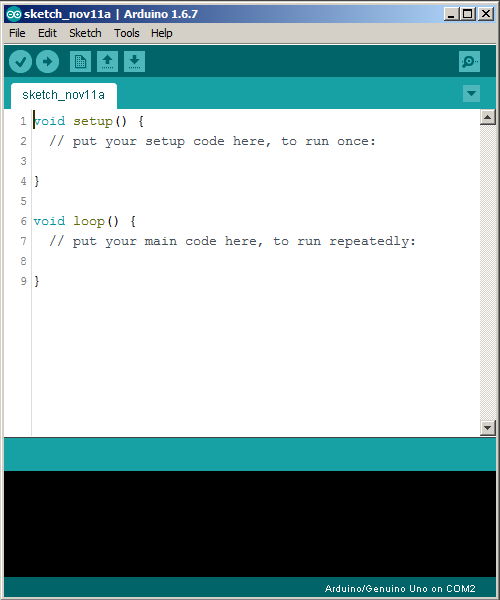 sketch_nov11a | Arduino 1.6.7
File Edit Sketch Tools Help
sketch_nov11a
1 void setup() {
2   // put your setup code here, to run once:
3
4 }
5
6 void loop() {
7   // put your main code here, to run repeatedly:
8
9 }
Arduino/Genuino Uno on COM2